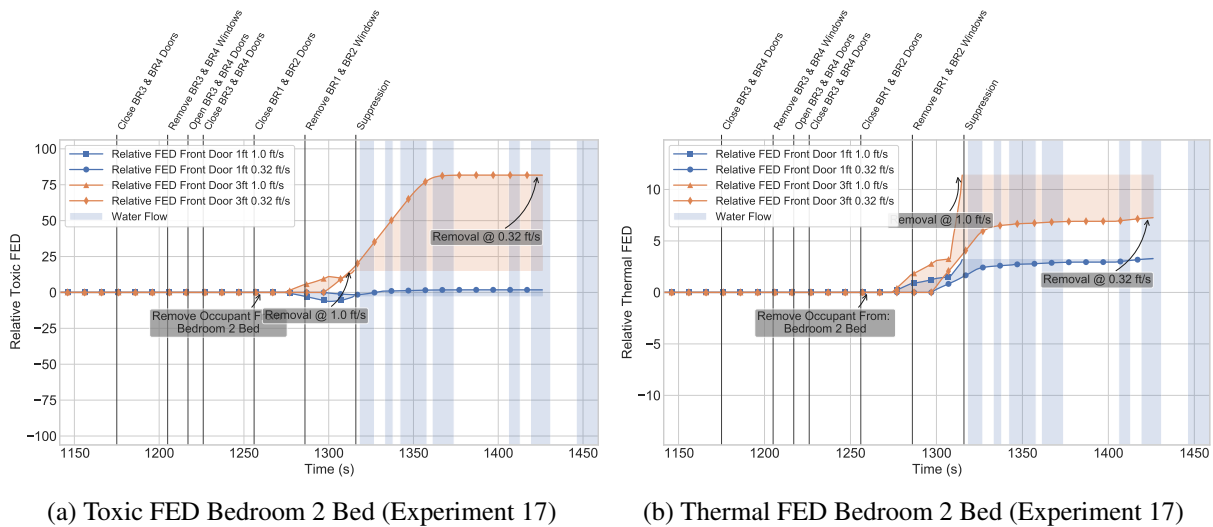 Close BR3 & BR4 Doors
Remove BR3 & BR4 Windows
Open BR3 & BR4 Doors
Close BR3 & BR4 Doors
Close BR1 & BR2 Doors
Remove BR1 & BR2 Windows
Suppression
Relative FED Front Door 1ft 1.0 ft/s
Relative FED Front Door 1ft 0.32 ft/s
Relative FED Front Door 3ft 1.0 ft/s
Relative FED Front Door 3ft 0.32 ft/s
Water Flow
Relative Toxic FED
100
75
50
25
0
−25
−50
−75
−100
Removal @ 0.32 ft/s
Remove Occupant F
Bedroom 2 Bed
Removal @ 1.0 ft/s
1150
1200
1250
1300
1350
1400
1450
Time (s)
(a) Toxic FED Bedroom 2 Bed (Experiment 17)
Close BR3 & BR4 Doors
Remove BR3 & BR4 Windows
Open BR3 & BR4 Doors
Close BR3 & BR4 Doors
Close BR1 & BR2 Doors
Remove BR1 & BR2 Windows
Suppression
Relative FED Front Door 1ft 1.0 ft/s
Relative FED Front Door 1ft 0.32 ft/s
Relative FED Front Door 3ft 1.0 ft/s
Relative FED Front Door 3ft 0.32 ft/s
Water Flow
Relative Thermal FED
10
5
0
−5
−10
Removal @ 1.0 ft/s
Removal @ 0.32 ft/s
Remove Occupant From:
Bedroom 2 Bed
1150
1200
1250
1300
1350
1400
1450
Time (s)
(b) Thermal FED Bedroom 2 Bed (Experiment 17)